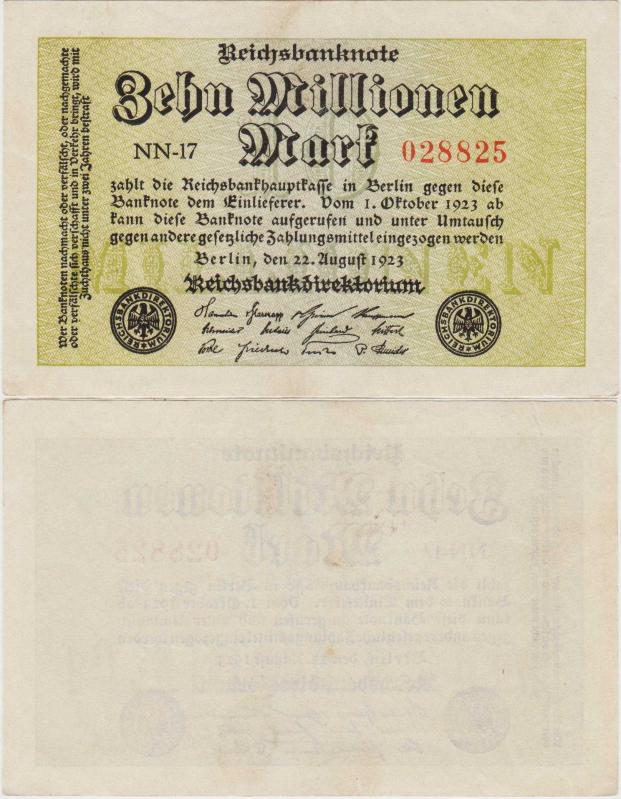 Reichsbanknote
Zehn Millionen
Mark
NN-17
028825
zahlt die Reichsbankhauptkasse in Berlin gegen diese
Banknote dem Einlieferer. Vom 1. Oktober 1923 ab
kann diese Banknote aufgerufen und unter Umtausch
gegen andere gesetzliche Zahlungsmittel eingezogen werden
Berlin, den 22. August 1923
Reichsbankdirektorium
REICHSBANKDIREKTORIUM
REICHSBANKDIREKTORIUM
Wer Banknoten nachmacht oder verfälscht, oder nachgemachte
oder verfälschte sich verschafft und in Verkehr bringt, wird mit
Zuchthaus nicht unter zwei Jahren bestraft